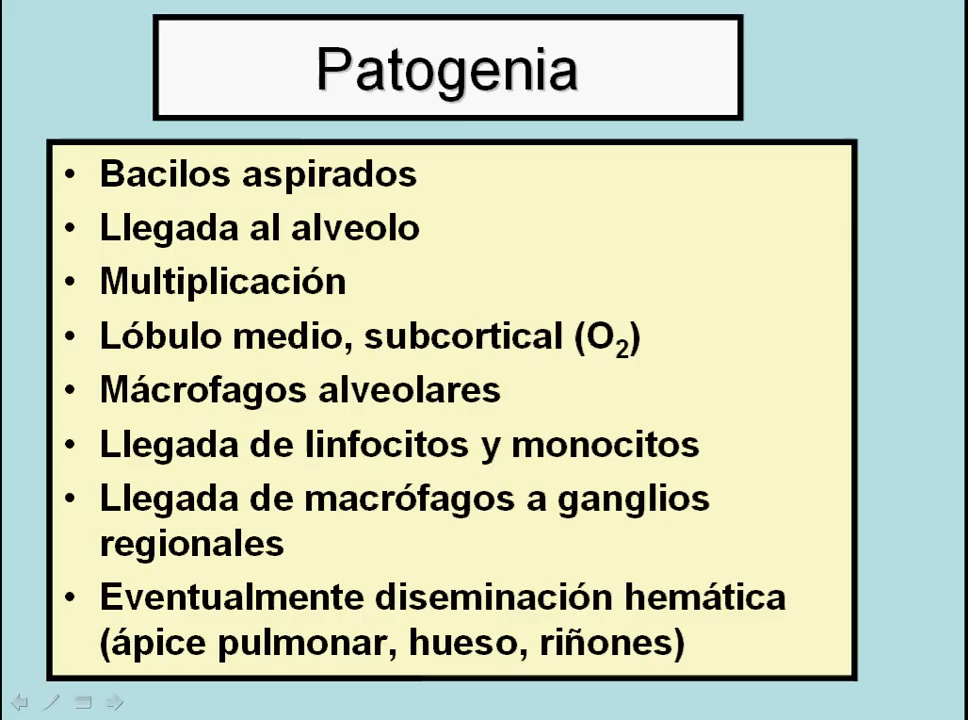 Patogenia
• Bacilos aspirados
• Llegada al alveolo
• Multiplicación
• Lóbulo medio, subcortical (O₂)
• Mácrofagos alveolares
• Llegada de linfocitos y monocitos
• Llegada de macrófagos a ganglios
regionales
• Eventualmente diseminación hemática
(ápice pulmonar, hueso, riñones)